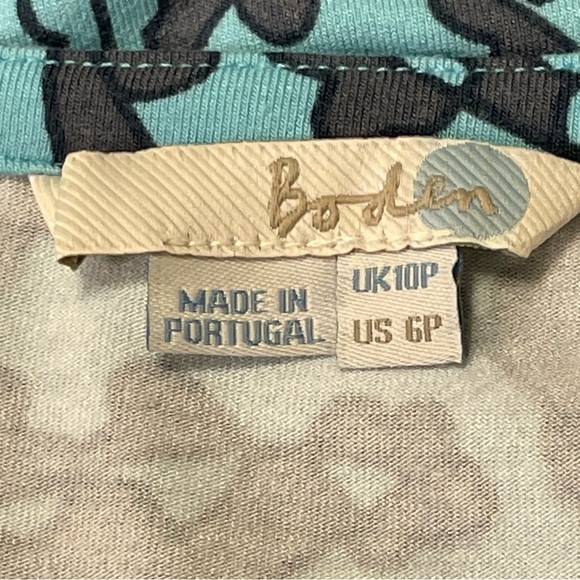 Boden
MADE IN
PORTUGAL
UK10P
US 6P